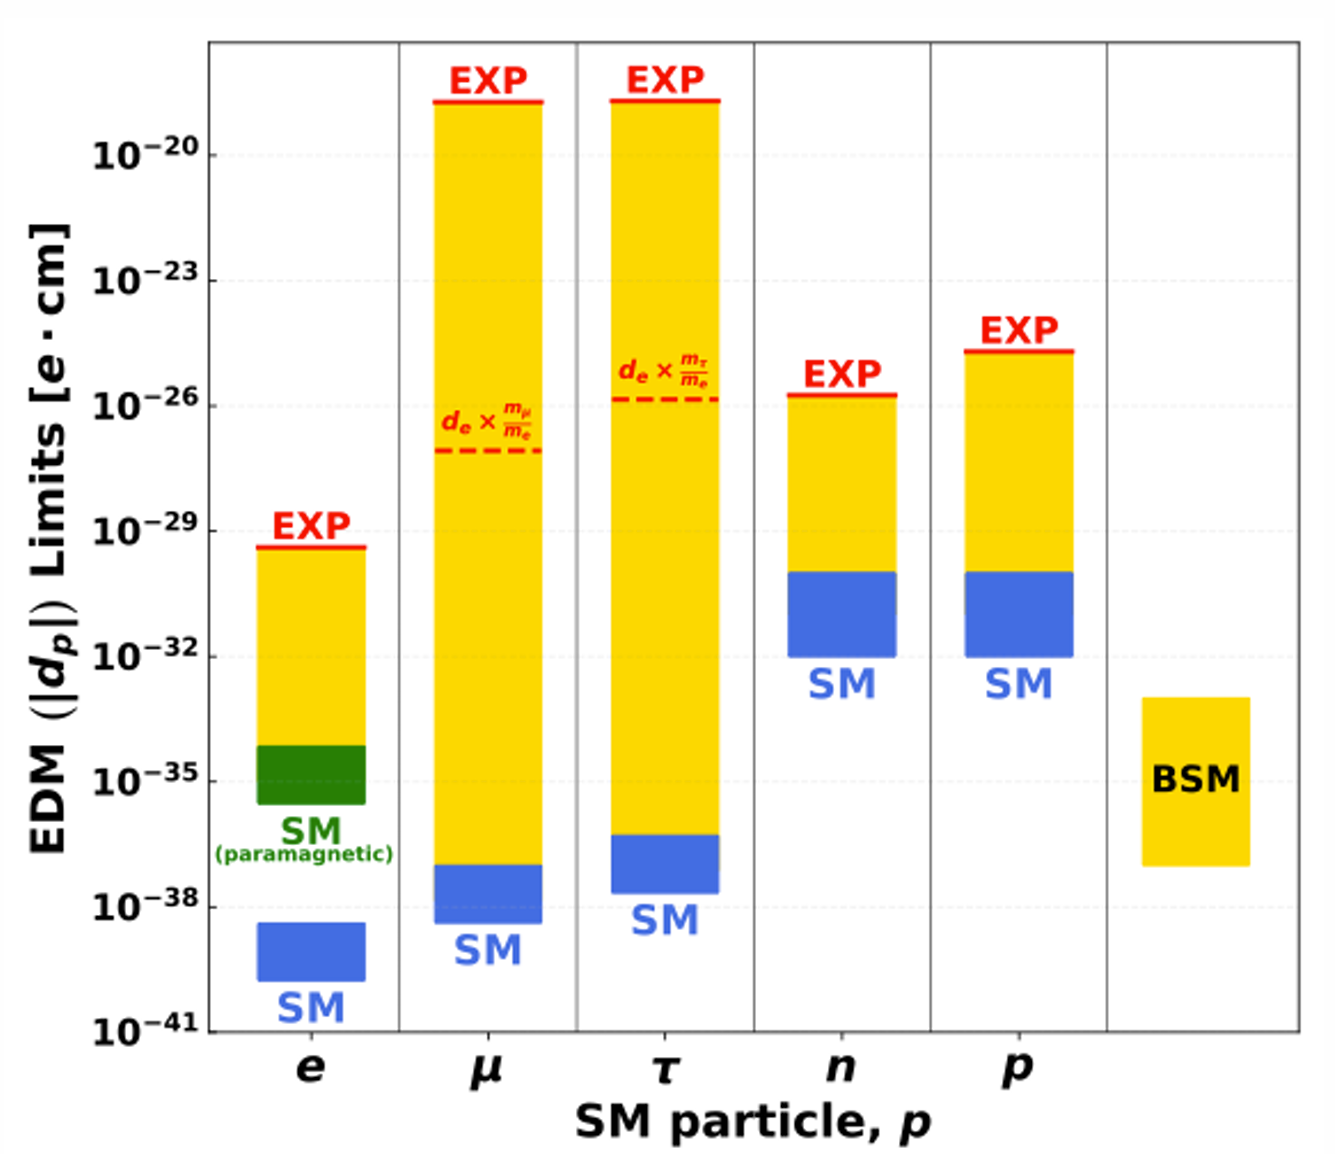 EXP EXP
10⁻²⁰
10⁻²³
EXP
EXP
d_e × m_τ/m_e
10⁻²⁶
d_e × m_μ/m_e
EXP
10⁻²⁹
10⁻³²
SM SM
BSM
10⁻³⁵
SM
(paramagnetic)
10⁻³⁸
SM
SM
SM
10⁻⁴¹
EDM (|d_p|) Limits [e · cm]
e μ τ n p
SM particle, p